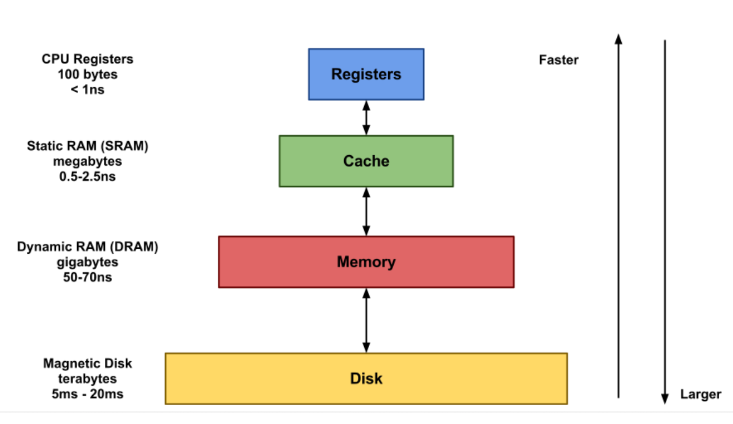 CPU Registers
100 bytes
< 1ns
Registers
Faster
Static RAM (SRAM)
megabytes
0.5-2.5ns
Cache
Dynamic RAM (DRAM)
gigabytes
50-70ns
Memory
Magnetic Disk
terabytes
5ms - 20ms
Disk
Larger